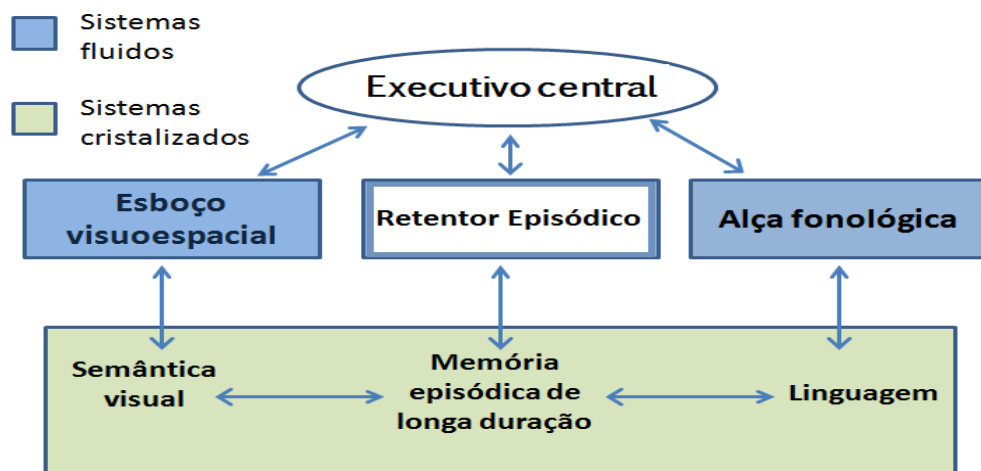 Sistemas
fluidos
Sistemas
cristalizados
Executivo central
Esboço
visuoespacial
Retentor Episódico
Alça fonológica
Semântica
visual
Memória
episódica de
longa duração
Linguagem